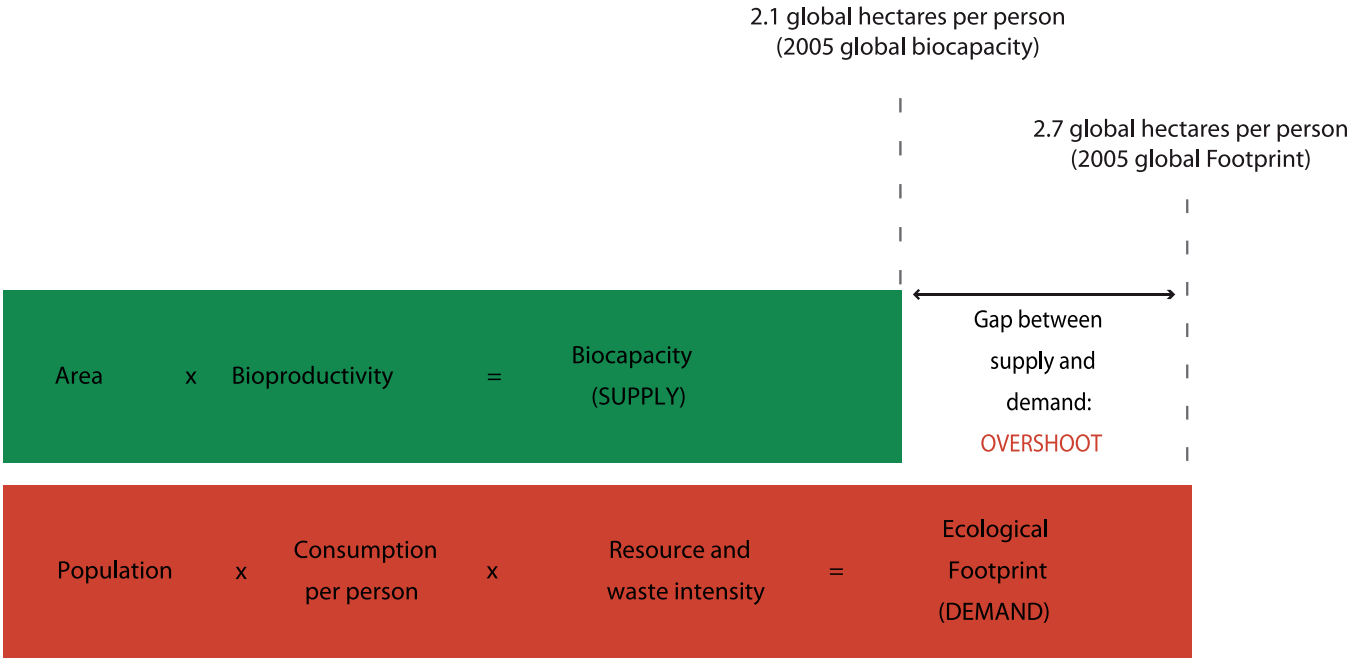 2.1 global hectares per person
(2005 global biocapacity)
2.7 global hectares per person
(2005 global Footprint)
Area x Bioproductivity = Biocapacity
(SUPPLY)
Gap between
supply and
demand:
OVERSHOOT
Population x Consumption
per person x Resource and
waste intensity = Ecological
Footprint
(DEMAND)